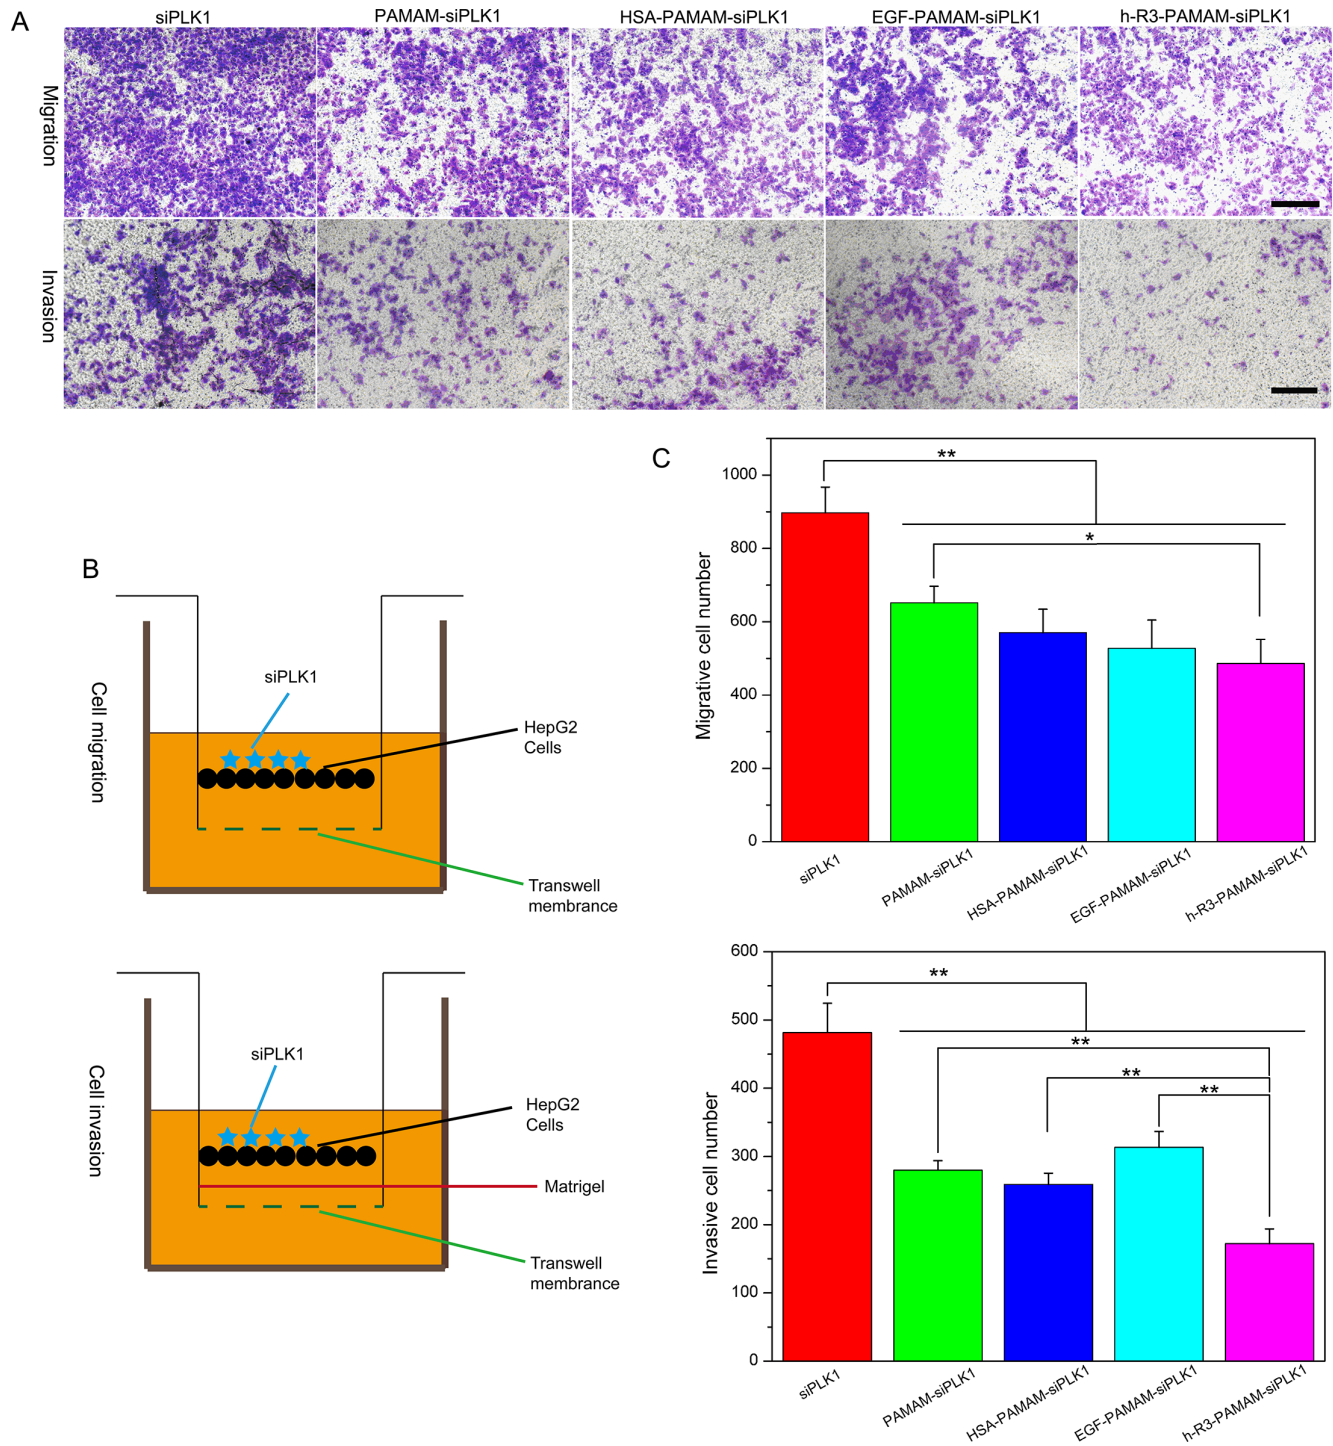 A
siPLK1
PAMAM-siPLK1
HSA-PAMAM-siPLK1
EGF-PAMAM-siPLK1
h-R3-PAMAM-siPLK1
Migration
Invasion
B
Cell migration
siPLK1
HepG2
Cells
Transwell
membrance
Cell invasion
siPLK1
HepG2
Cells
Matrigel
Transwell
membrance
C
Migrative cell number
1000
800
600
400
200
0
**
*
siPLK1
PAMAM-siPLK1
HSA-PAMAM-siPLK1
EGF-PAMAM-siPLK1
h-R3-PAMAM-siPLK1
Invasive cell number
600
500
400
300
200
100
0
**
**
**
**
siPLK1
PAMAM-siPLK1
HSA-PAMAM-siPLK1
EGF-PAMAM-siPLK1
h-R3-PAMAM-siPLK1